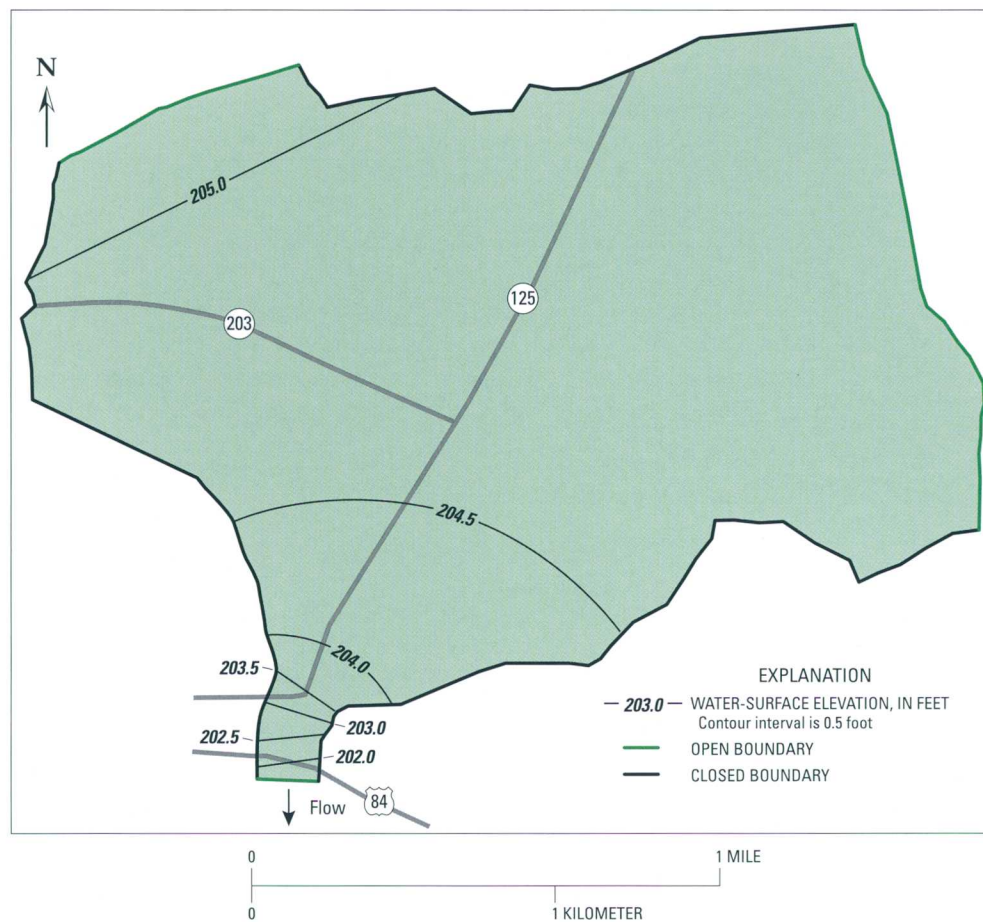 N
205.0
125
203
204.5
204.0
203.5
203.0
202.5
202.0
Flow
84
EXPLANATION
203.0 WATER-SURFACE ELEVATION, IN FEET
Contour interval is 0.5 foot
OPEN BOUNDARY
CLOSED BOUNDARY
0 1 MILE
0 1 KILOMETER